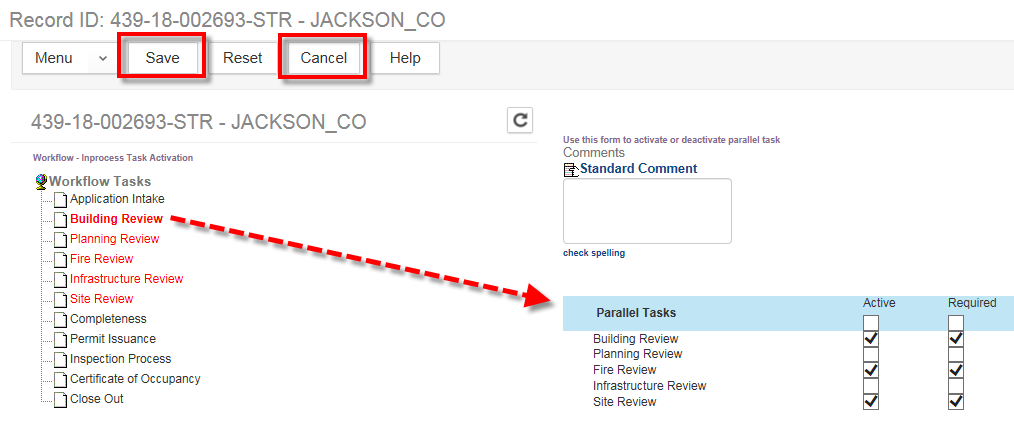 Record ID: 439-18-002693-STR - JACKSON_CO
Menu Save Reset Cancel Help
439-18-002693-STR - JACKSON_CO
Workflow - Inprocess Task Activation
Workflow Tasks
Application Intake
Building Review
Planning Review
Fire Review
Infrastructure Review
Site Review
Completeness
Permit Issuance
Inspection Process
Certificate of Occupancy
Close Out
Use this form to activate or deactivate parallel task
Comments
Standard Comment
check spelling
Parallel Tasks Active Required
Building Review
Planning Review
Fire Review
Infrastructure Review
Site Review